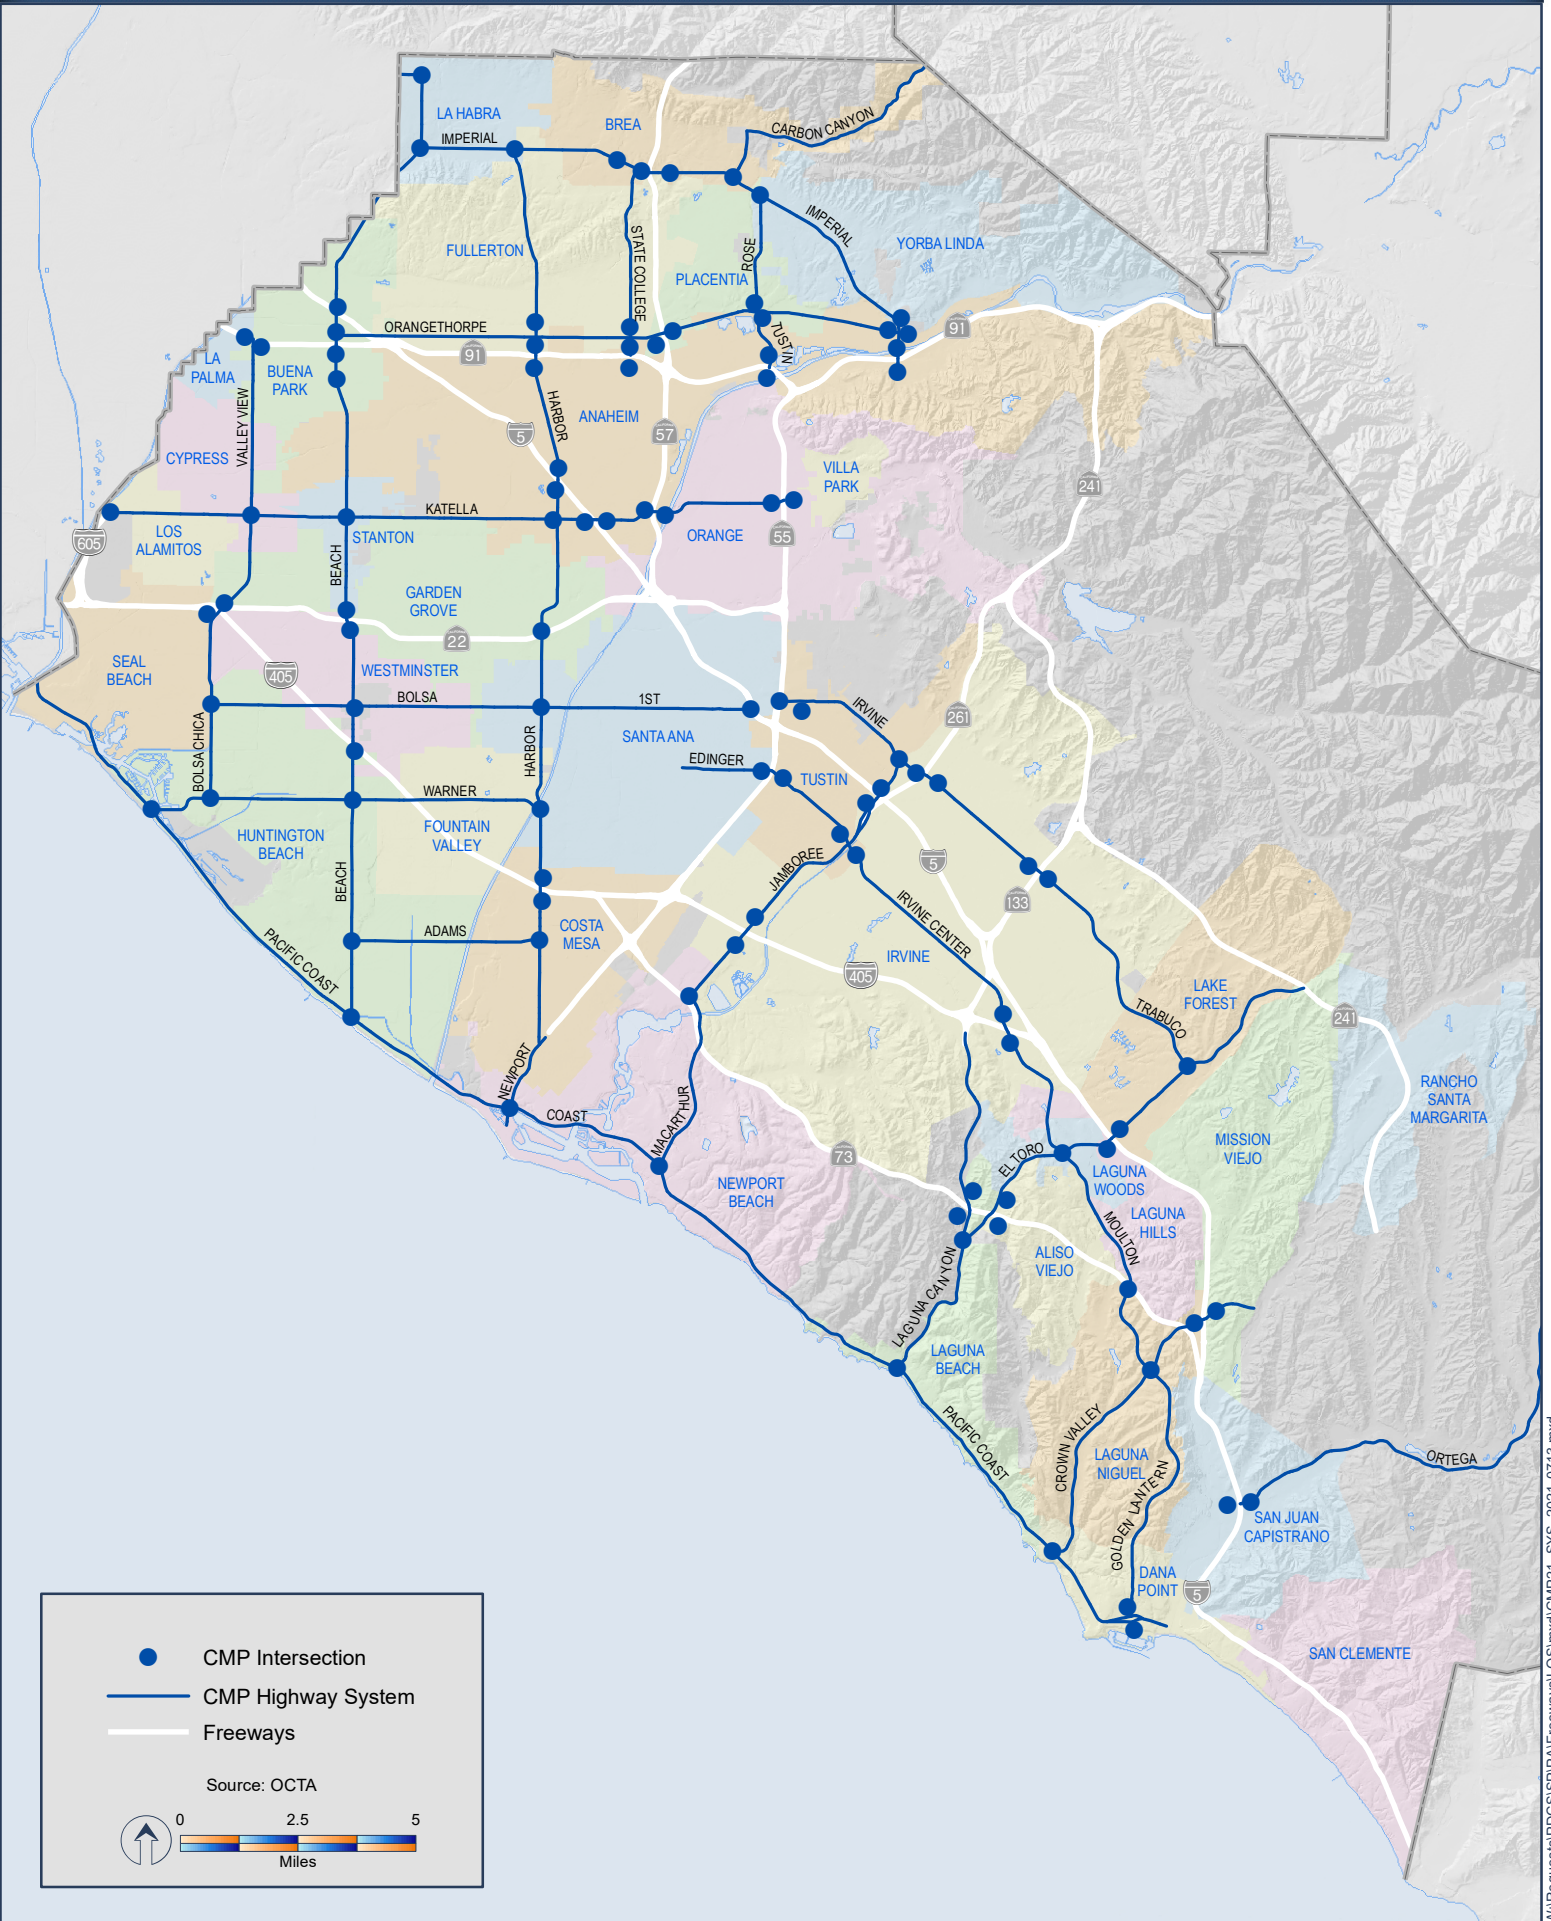 LA HABRA
IMPERIAL
BREA
CARBON CANYON
IMPERIAL
FULLERTON
STATE COLLEGE
ROSE
YORBA LINDA
PLACENTIA
ORANGETHORPE
TUSTIN
91
91
LA
PALMA
BUENA
PARK
VALLEY VIEW
HARBOR
ANAHEIM
5
57
CYPRESS
VILLA
PARK
241
KATELLA
LOS
ALAMITOS
605
STANTON
ORANGE
55
BEACH
GARDEN
GROVE
22
SEAL
BEACH
405
WESTMINSTER
BOLSA
1ST
IRVINE
261
BOLSA CHICA
HARBOR
SANTA ANA
EDINGER
TUSTIN
WARNER
HUNTINGTON
BEACH
FOUNTAIN
VALLEY
BEACH
JAMBOREE
5
133
IRVINE CENTER
ADAMS
COSTA
MESA
PACIFIC COAST
IRVINE
405
LAKE
FOREST
TRABUCO
241
NEWPORT
COAST
MACARTHUR
RANCHO
SANTA
MARGARITA
MISSION
VIEJO
73
EL TORO
LAGUNA
WOODS
NEWPORT
BEACH
LAGUNA
HILLS
MOULTON
ALISO
VIEJO
LAGUNA CANYON
LAGUNA
BEACH
PACIFIC COAST
CROWN VALLEY
LAGUNA
NIGUEL
GOLDEN LANTERN
ORTEGA
SAN JUAN
CAPISTRANO
DANA
POINT
5
SAN CLEMENTE
CMP Intersection
CMP Highway System
Freeways
Source: OCTA
0 2.5 5
Miles